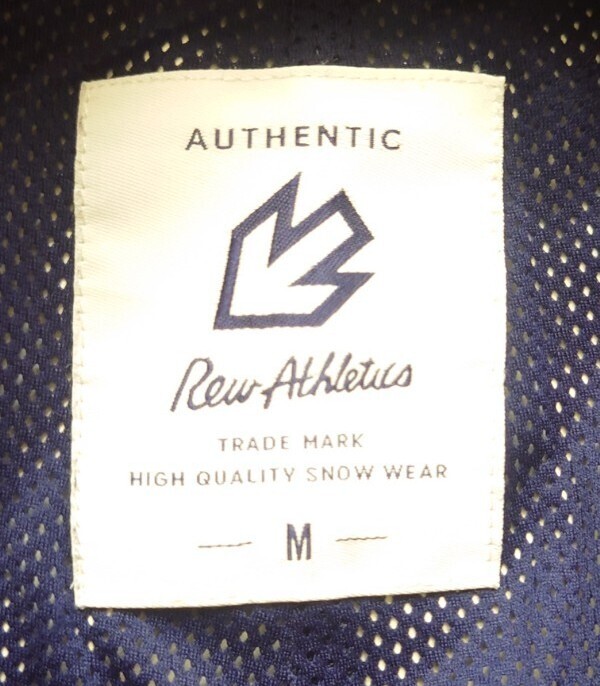 AUTHENTIC
Rew Athletics
TRADE MARK
HIGH QUALITY SNOW WEAR
M